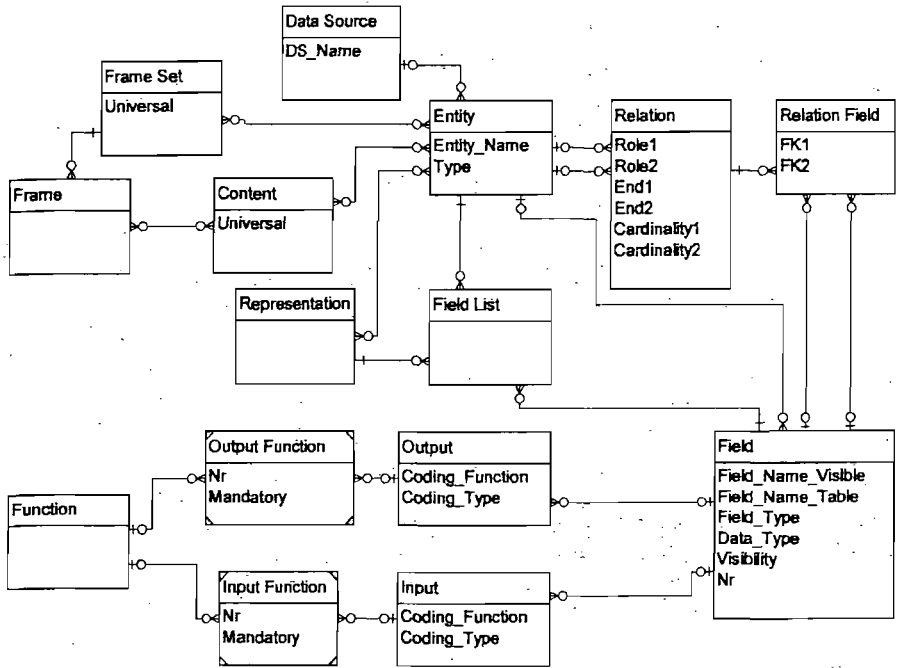 Data Source
DS_Name
Frame Set
Universal
Entity
Entity_Name
Type
Relation
Role1
Role2
End1
End2
Cardinality1
Cardinality2
Relation Field
FK1
FK2
Frame
Content
Universal
Representation
Field List
Output Function
Nr
Mandatory
Output
Coding_Function
Coding_Type
Field
Field_Name_Visible
Field_Name_Table
Field_Type
Data_Type
Visibility
Nr
Function
Input Function
Nr
Mandatory
Input
Coding_Function
Coding_Type